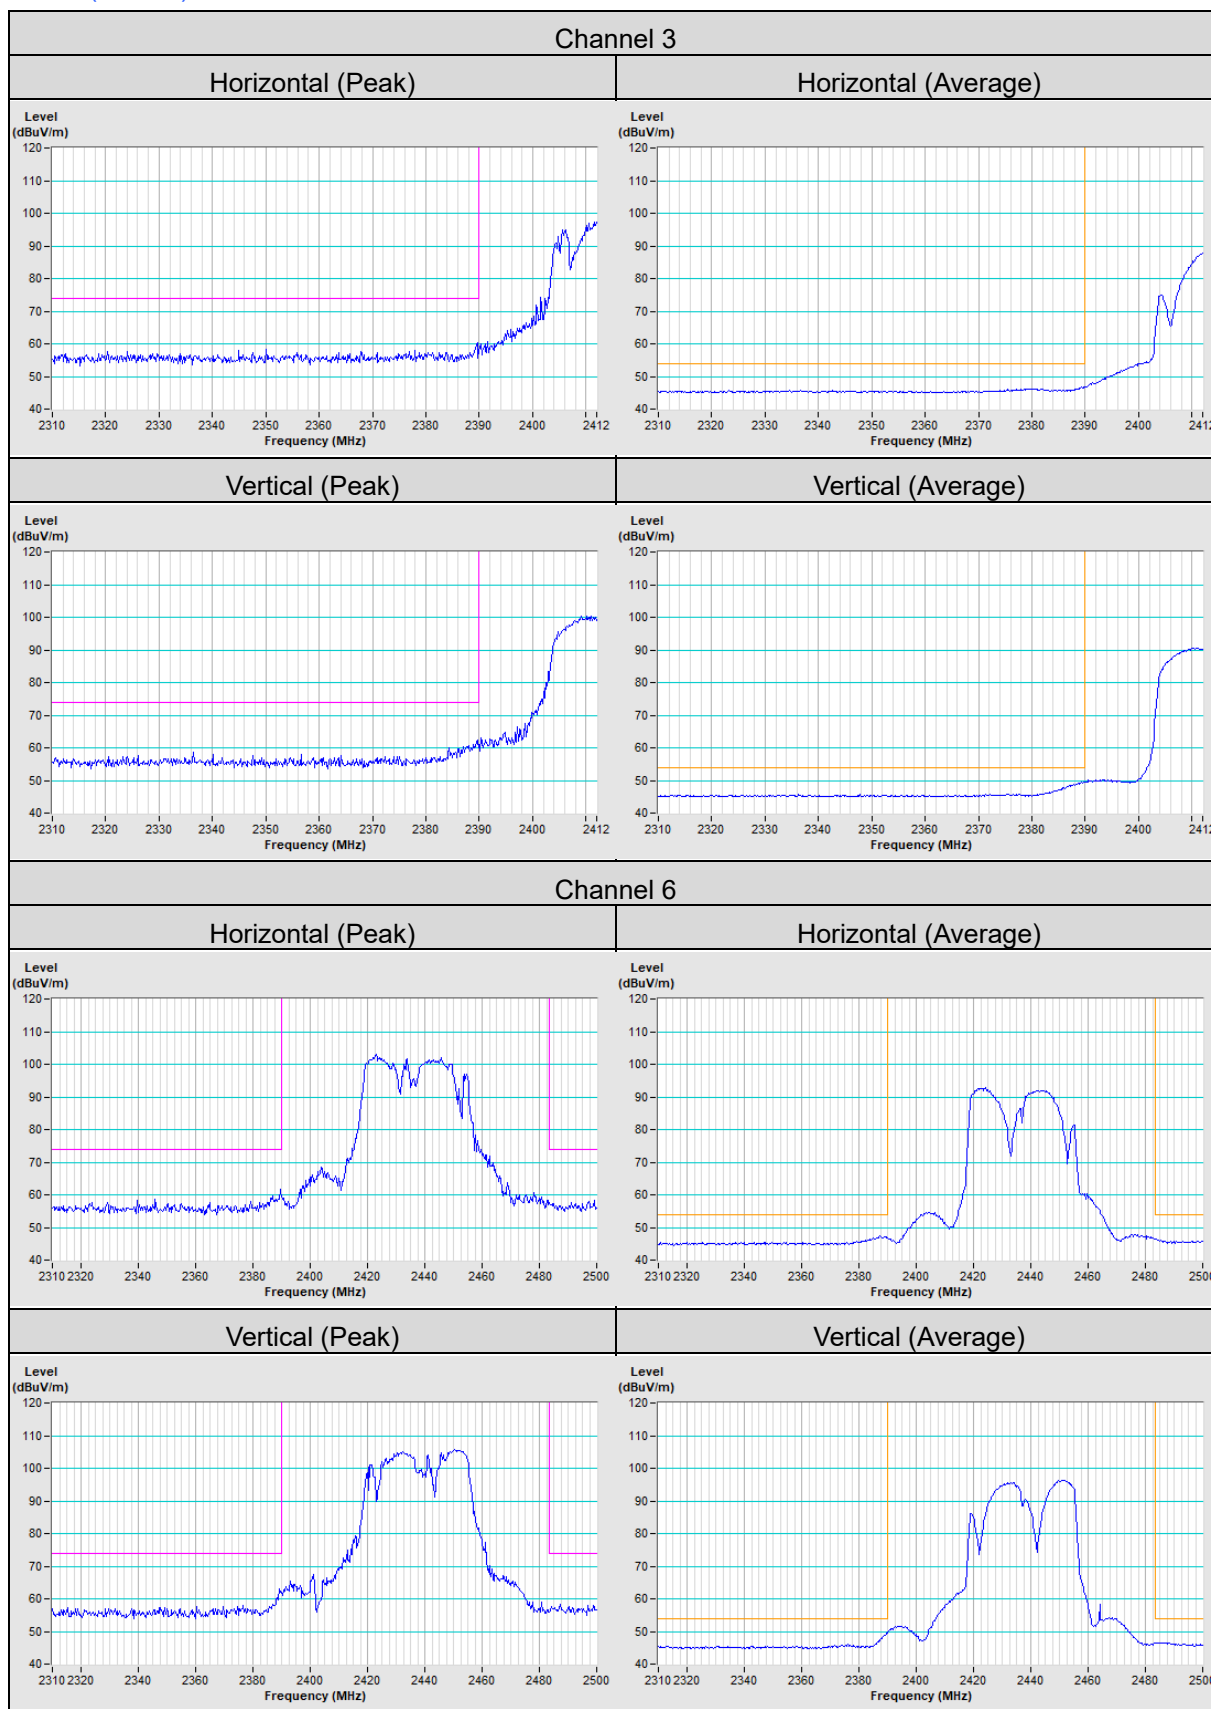 Channel 3
Horizontal (Peak) Horizontal (Average)
Level Level
(dBuV/m) (dBuV/m)
120 120
110 110
100 100
90 90
80 80
70 70
60 60
50 50
40 40
2310 2320 2330 2340 2350 2360 2370 2380 2390 2400 2412 2310 2320 2330 2340 2350 2360 2370 2380 2390 2400 2412
Frequency (MHz) Frequency (MHz)
Vertical (Peak) Vertical (Average)
Level Level
(dBuV/m) (dBuV/m)
120 120
110 110
100 100
90 90
80 80
70 70
60 60
50 50
40 40
2310 2320 2330 2340 2350 2360 2370 2380 2390 2400 2412 2310 2320 2330 2340 2350 2360 2370 2380 2390 2400 2412
Frequency (MHz) Frequency (MHz)
Channel 6
Horizontal (Peak) Horizontal (Average)
Level Level
(dBuV/m) (dBuV/m)
120 120
110 110
100 100
90 90
80 80
70 70
60 60
50 50
40 40
2310 2320 2340 2360 2380 2400 2420 2440 2460 2480 2500 2310 2320 2340 2360 2380 2400 2420 2440 2460 2480 2500
Frequency (MHz) Frequency (MHz)
Vertical (Peak) Vertical (Average)
Level Level
(dBuV/m) (dBuV/m)
120 120
110 110
100 100
90 90
80 80
70 70
60 60
50 50
40 40
2310 2320 2340 2360 2380 2400 2420 2440 2460 2480 2500 2310 2320 2340 2360 2380 2400 2420 2440 2460 2480 2500
Frequency (MHz) Frequency (MHz)